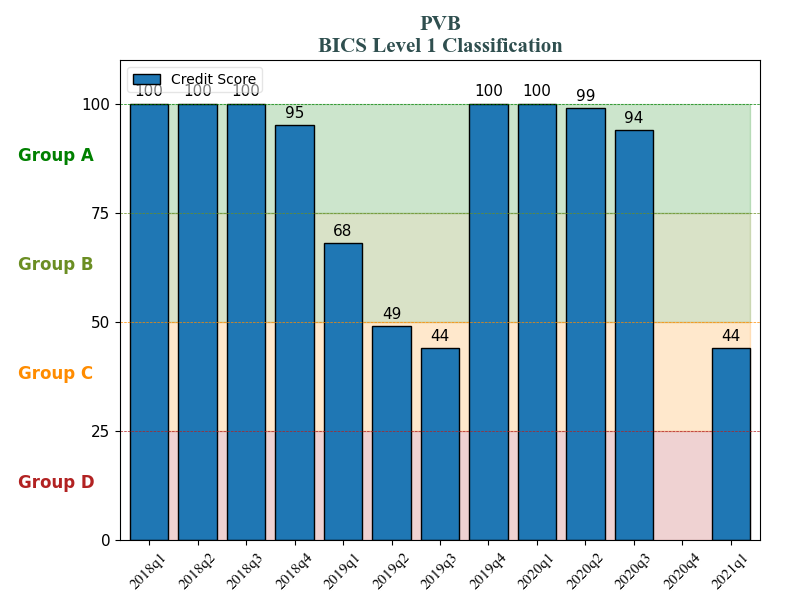 PVB
BICS Level 1 Classification
Credit Score
100 100 100 95 68 49 44 100 100 99 94 44
100
Group A
75
Group B
50
Group C
25
Group D
0
2018q1 2018q2 2018q3 2018q4 2019q1 2019q2 2019q3 2019q4 2020q1 2020q2 2020q3 2020q4 2021q1